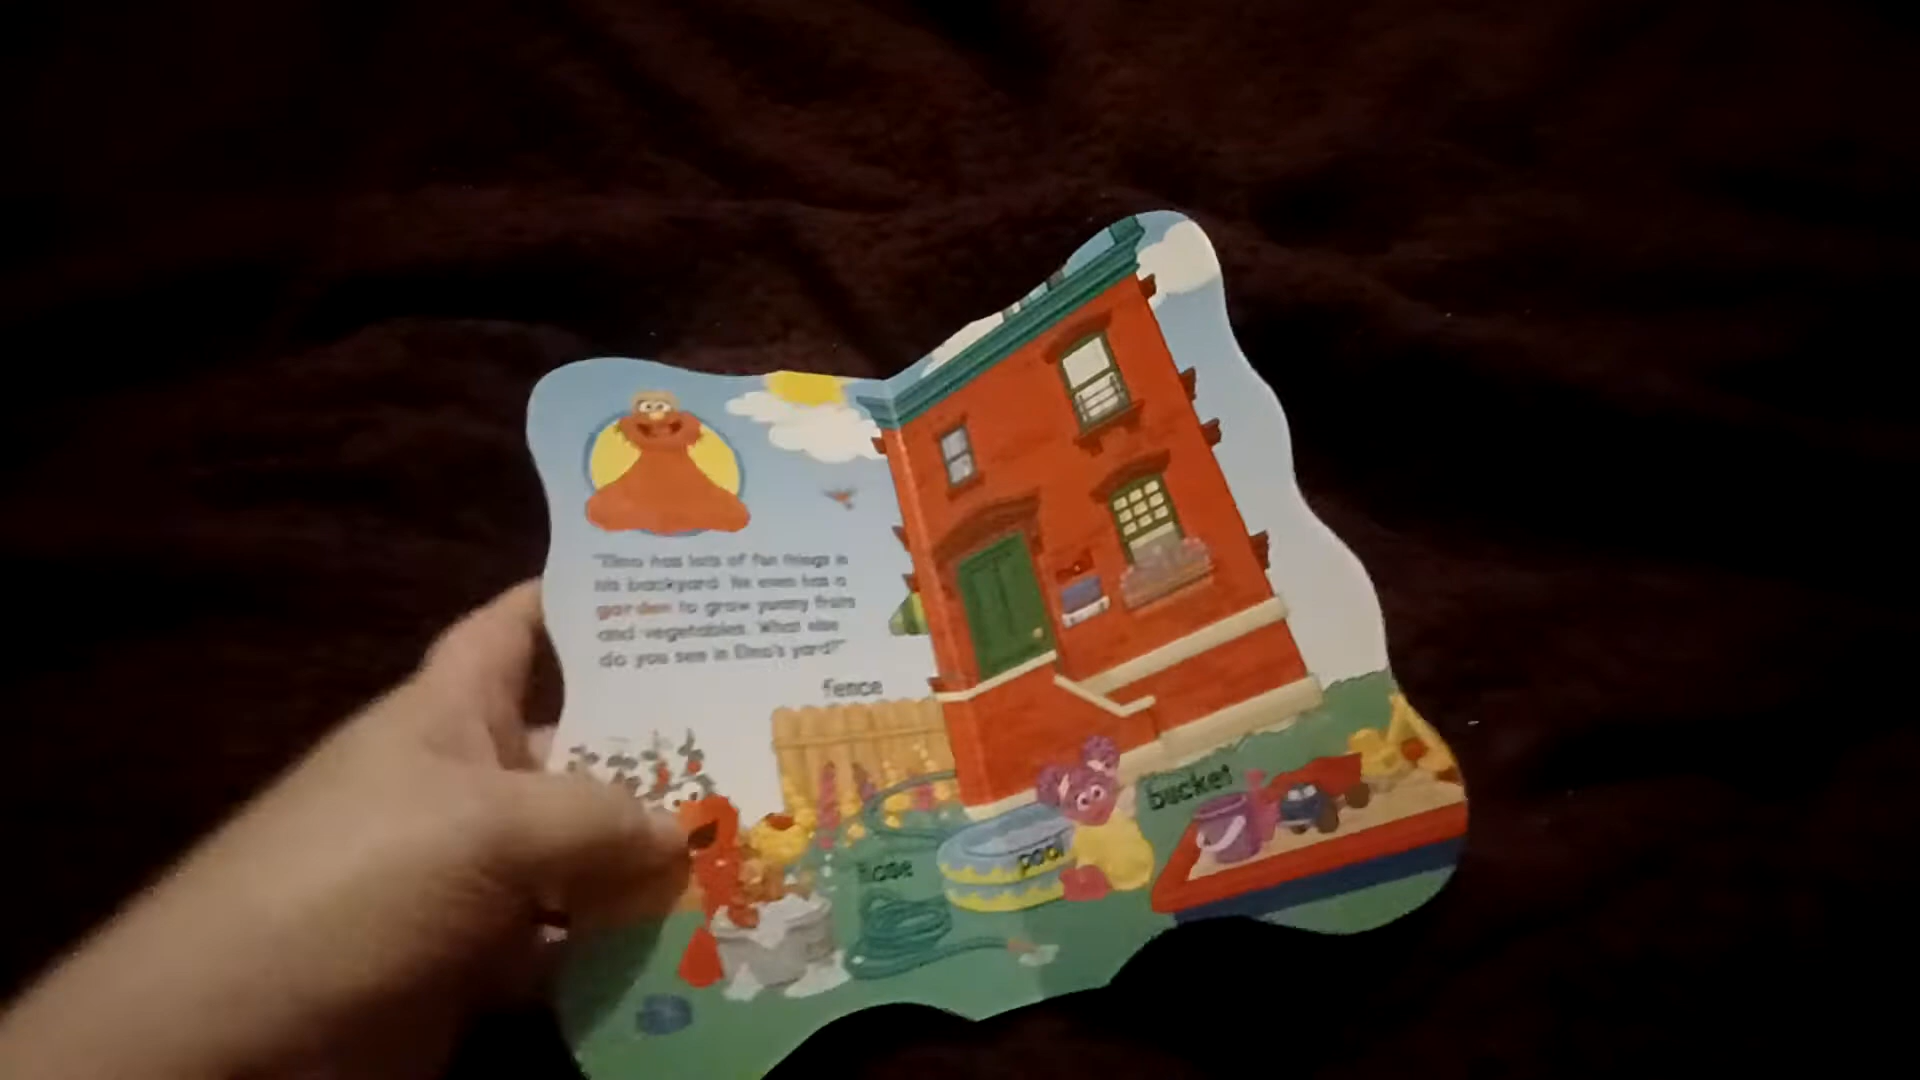 "Elmo has lots of fun things in
his backyard. He even has a
garden to grow yummy fruits
and vegetables. What else
do you see in Elmo's yard?"
fence
bucket
pool
hose